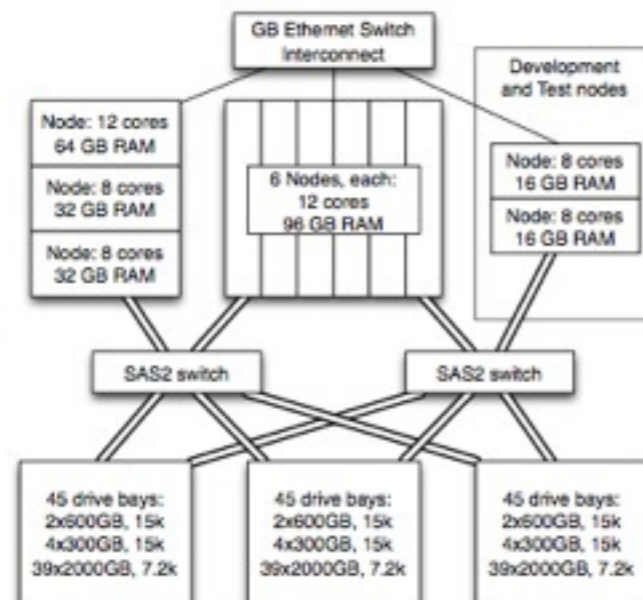 GB Ethernet Switch
Interconnect
Development
and Test nodes
Node: 12 cores
64 GB RAM
Node: 8 cores
32 GB RAM
Node: 8 cores
32 GB RAM
6 Nodes, each:
12 cores
96 GB RAM
Node: 8 cores
16 GB RAM
Node: 8 cores
16 GB RAM
SAS2 switch
SAS2 switch
45 drive bays:
2x600GB, 15k
4x300GB, 15k
39x2000GB, 7.2k
45 drive bays:
2x600GB, 15k
4x300GB, 15k
39x2000GB, 7.2k
45 drive bays:
2x600GB, 15k
4x300GB, 15k
39x2000GB, 7.2k